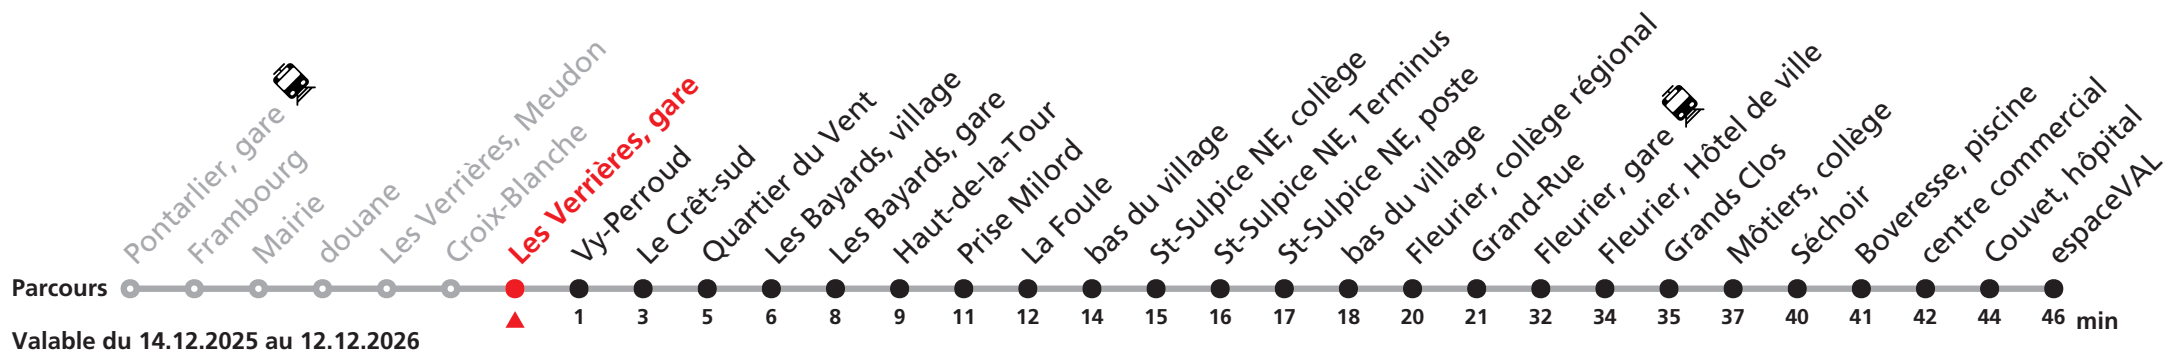 Pontarlier, gare
Frambourg
Mairie
douane
Les Verrières, Meudon
Croix-Blanche
Les Verrières, gare
Vy-Perroud
Le Crêt-sud
Quartier du Vent
Les Bayards, village
Les Bayards, gare
Haut-de-la-Tour
Prise Milord
La Foule
bas du village
St-Sulpice NE, collège
St-Sulpice NE, Terminus
St-Sulpice NE, poste
bas du village
Fleurier, collège régional
Grand-Rue
Fleurier, gare
Fleurier, Hôtel de ville
Grands Clos
Môtiers, collège
Séchoir
Boveresse, piscine
centre commercial
Couvet, hôpital
espaceVAL
Parcours
1 3 5 6 8 9 11 12 14 15 16 17 18 20 21 32 34 35 37 40 41 42 44 46 min
Valable du 14.12.2025 au 12.12.2026